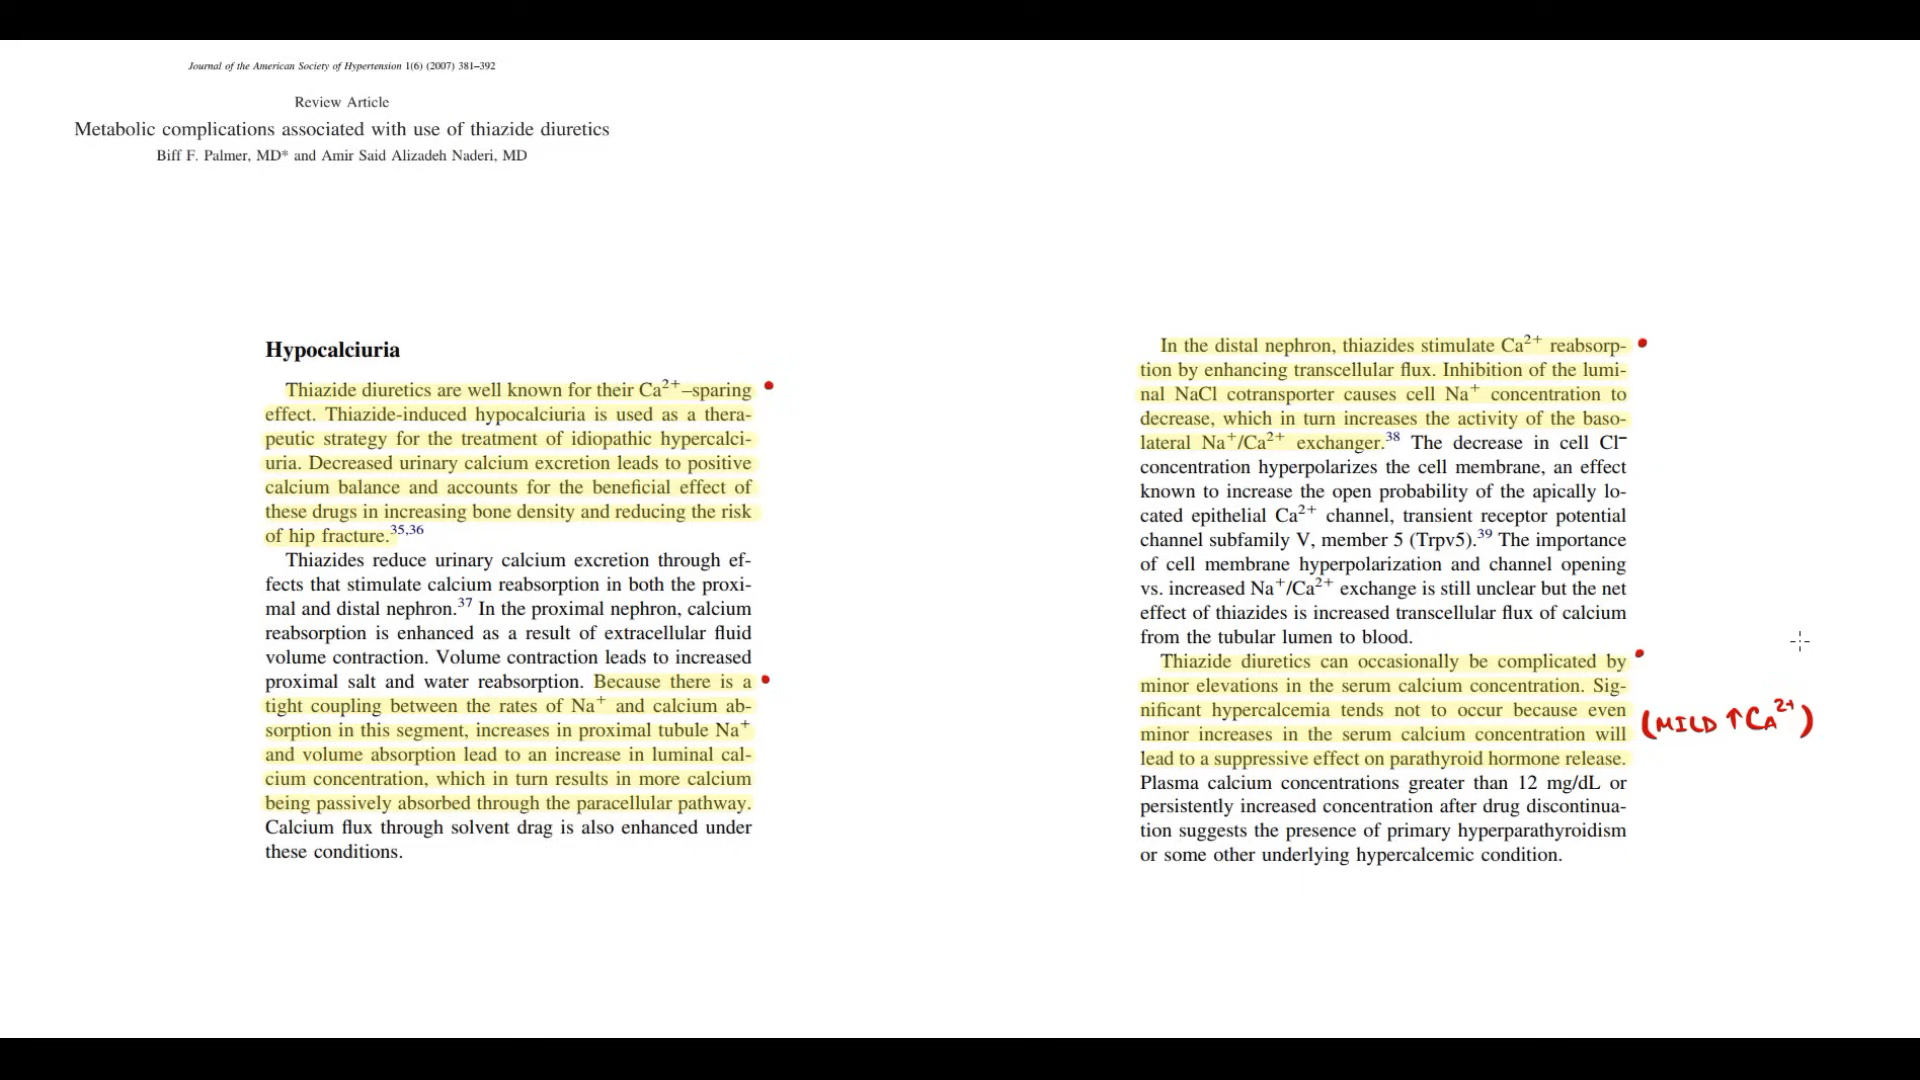 Journal of the American Society of Hypertension 1(6) (2007) 381–392
Review Article
Metabolic complications associated with use of thiazide diuretics
Biff F. Palmer, MD* and Amir Said Alizadeh Naderi, MD
Hypocalciuria
Thiazide diuretics are well known for their Ca2+–sparing
effect. Thiazide-induced hypocalciuria is used as a thera-
peutic strategy for the treatment of idiopathic hypercalci-
uria. Decreased urinary calcium excretion leads to positive
calcium balance and accounts for the beneficial effect of
these drugs in increasing bone density and reducing the risk
of hip fracture.35,36
Thiazides reduce urinary calcium excretion through ef-
fects that stimulate calcium reabsorption in both the proxi-
mal and distal nephron.37 In the proximal nephron, calcium
reabsorption is enhanced as a result of extracellular fluid
volume contraction. Volume contraction leads to increased
proximal salt and water reabsorption. Because there is a
tight coupling between the rates of Na+ and calcium ab-
sorption in this segment, increases in proximal tubule Na+
and volume absorption lead to an increase in luminal cal-
cium concentration, which in turn results in more calcium
being passively absorbed through the paracellular pathway.
Calcium flux through solvent drag is also enhanced under
these conditions.
In the distal nephron, thiazides stimulate Ca2+ reabsorp-
tion by enhancing transcellular flux. Inhibition of the lumi-
nal NaCl cotransporter causes cell Na+ concentration to
decrease, which in turn increases the activity of the baso-
lateral Na+/Ca2+ exchanger.38 The decrease in cell Cl−
concentration hyperpolarizes the cell membrane, an effect
known to increase the open probability of the apically lo-
cated epithelial Ca2+ channel, transient receptor potential
channel subfamily V, member 5 (Trpv5).39 The importance
of cell membrane hyperpolarization and channel opening
vs. increased Na+/Ca2+ exchange is still unclear but the net
effect of thiazides is increased transcellular flux of calcium
from the tubular lumen to blood.
Thiazide diuretics can occasionally be complicated by
minor elevations in the serum calcium concentration. Sig-
nificant hypercalcemia tends not to occur because even
minor increases in the serum calcium concentration will
lead to a suppressive effect on parathyroid hormone release.
Plasma calcium concentrations greater than 12 mg/dL or
persistently increased concentration after drug discontinua-
tion suggests the presence of primary hyperparathyroidism
or some other underlying hypercalcemic condition.
(MILD ↑CA2+)